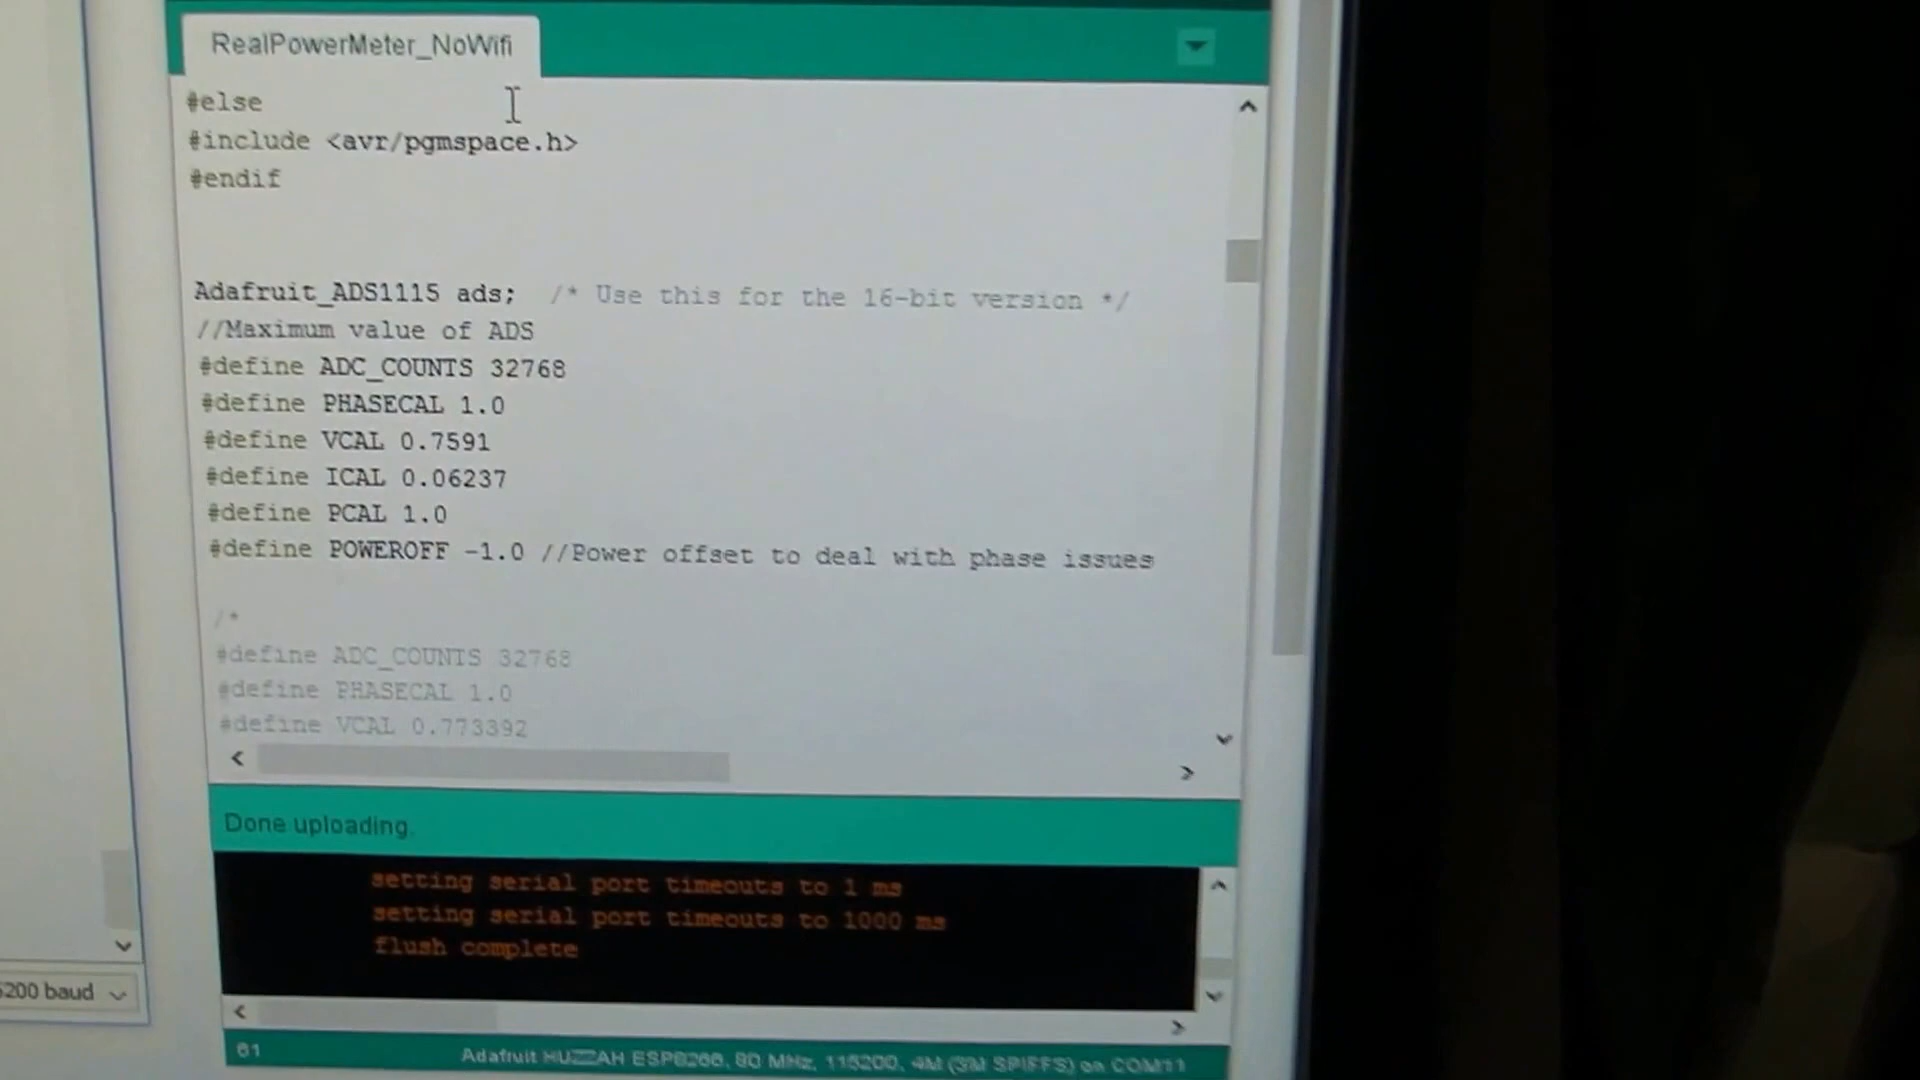 RealPowerMeter_NoWifi
#else
#include <avr/pgmspace.h>
#endif
Adafruit_ADS1115 ads; /* Use this for the 16-bit version */
//Maximum value of ADS
#define ADC_COUNTS 32768
#define PHASECAL 1.0
#define VCAL 0.7591
#define ICAL 0.06237
#define PCAL 1.0
#define POWEROFF -1.0 //Power offset to deal with phase issues
/*
#define ADC_COUNTS 32768
#define PHASECAL 1.0
#define VCAL 0.773392
Done uploading.
setting serial port timeouts to 1 ms
setting serial port timeouts to 1000 ms
flush complete
5200 baud
61
Adafruit HUZZAH ESP8266, 80 MHz, 115200, 4M (3M SPIFFS) on COM11